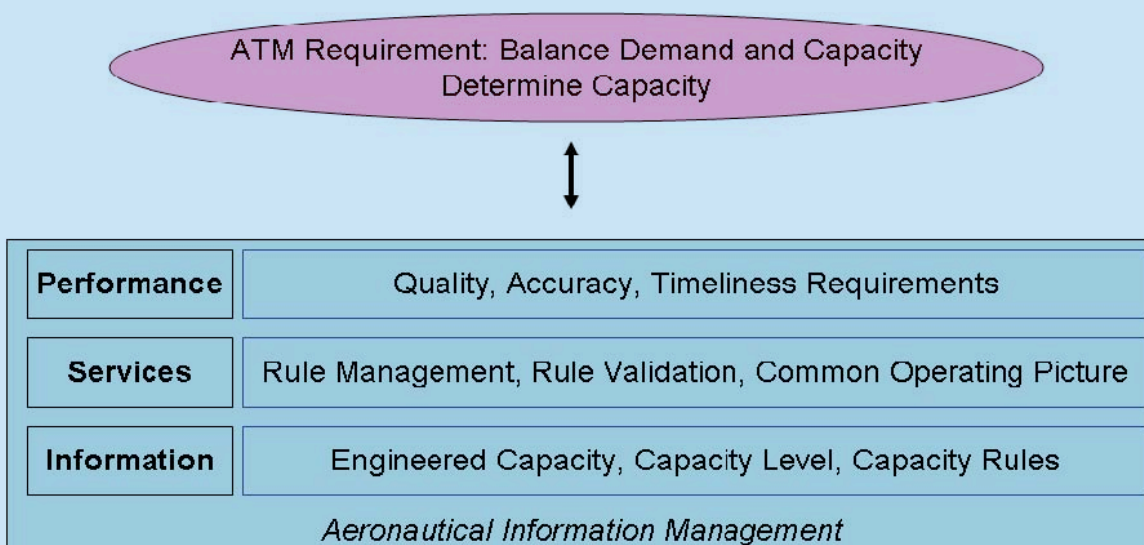 ATM Requirement: Balance Demand and Capacity
Determine Capacity
Performance
Quality, Accuracy, Timeliness Requirements
Services
Rule Management, Rule Validation, Common Operating Picture
Information
Engineered Capacity, Capacity Level, Capacity Rules
Aeronautical Information Management